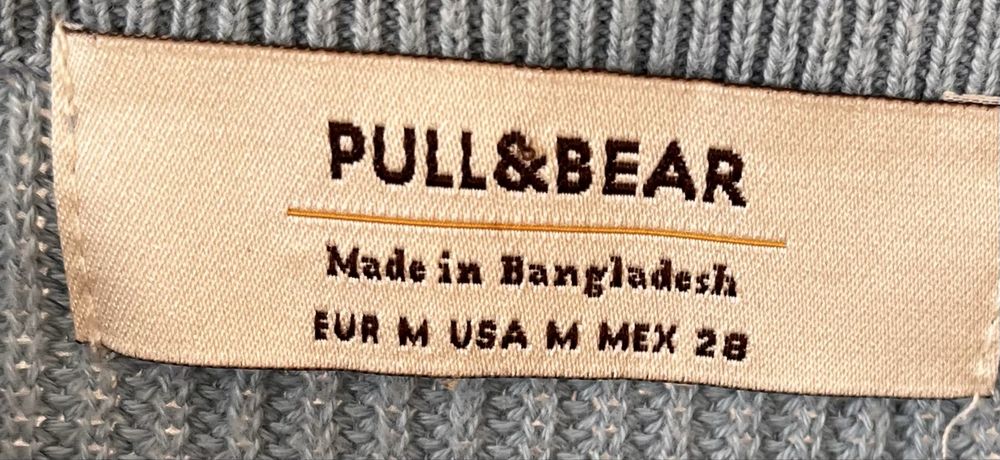 PULL&BEAR
Made in Bangladesh
EUR M USA M MEX 28